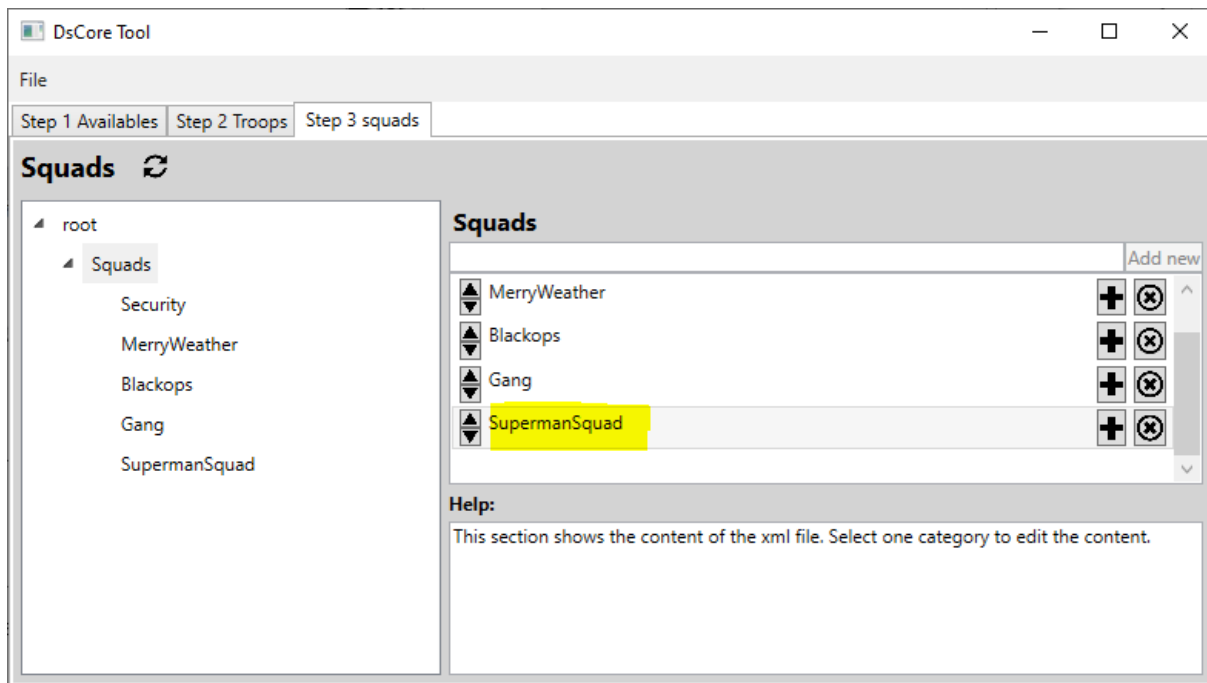 DsCore Tool
File
Step 1 Availables
Step 2 Troops
Step 3 squads
Squads
root
Squads
Security
MerryWeather
Blackops
Gang
SupermanSquad
Squads
Add new
MerryWeather
Blackops
Gang
SupermanSquad
Help:
This section shows the content of the xml file. Select one category to edit the content.